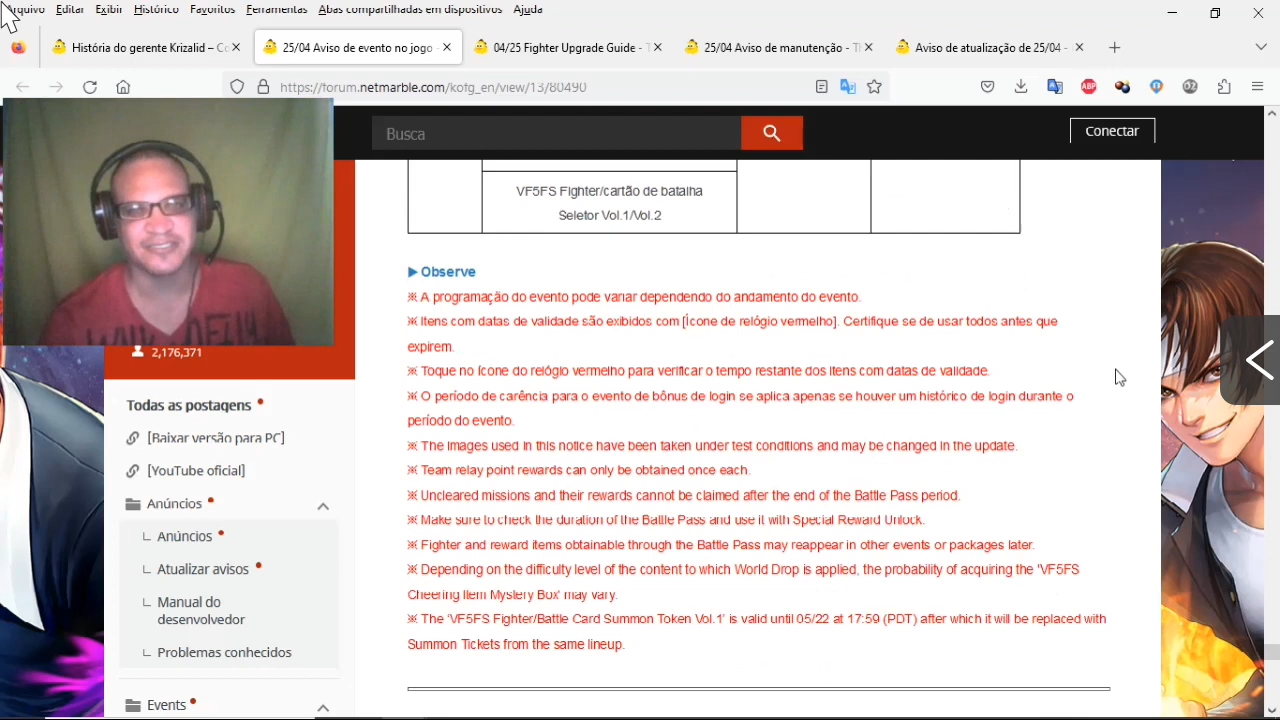 Arquivo Editar Exibir Histórico Favoritos Ferramentas Abas compostas Opções Ajuda
História do gerente Krizalid – Co
25/04 Aviso de evento no jogo -
04/25 Fighter Upgrade Guide - T
25/04 Aviso de manutenção - Th
Aviso de atualização de 25/04 -
https://forum.netmarble.com/kofg_en/view/13/80490
Busca
Conectar
VF5FS Fighter/cartão de batalha
Seletor Vol.1/Vol.2
▶ Observe
※ A programação do evento pode variar dependendo do andamento do evento.
※ Itens com datas de validade são exibidos com [Ícone de relógio vermelho]. Certifique se de usar todos antes que
expirem.
※ Toque no ícone do relógio vermelho para verificar o tempo restante dos itens com datas de validade.
※ O período de carência para o evento de bônus de login se aplica apenas se houver um histórico de login durante o
período do evento.
※ The images used in this notice have been taken under test conditions and may be changed in the update.
※ Team relay point rewards can only be obtained once each.
※ Uncleared missions and their rewards cannot be claimed after the end of the Battle Pass period.
※ Make sure to check the duration of the Battle Pass and use it with Special Reward Unlock.
※ Fighter and reward items obtainable through the Battle Pass may reappear in other events or packages later.
※ Depending on the difficulty level of the content to which World Drop is applied, the probability of acquiring the 'VF5FS
Cheering Item Mystery Box' may vary.
※ The 'VF5FS Fighter/Battle Card Summon Token Vol.1' is valid until 05/22 at 17:59 (PDT) after which it will be replaced with
Summon Tickets from the same lineup.
2,176,371
Todas as postagens
[Baixar versão para PC]
[YouTube oficial]
Anúncios
Anúncios
Atualizar avisos
Manual do
desenvolvedor
Problemas conhecidos
Events